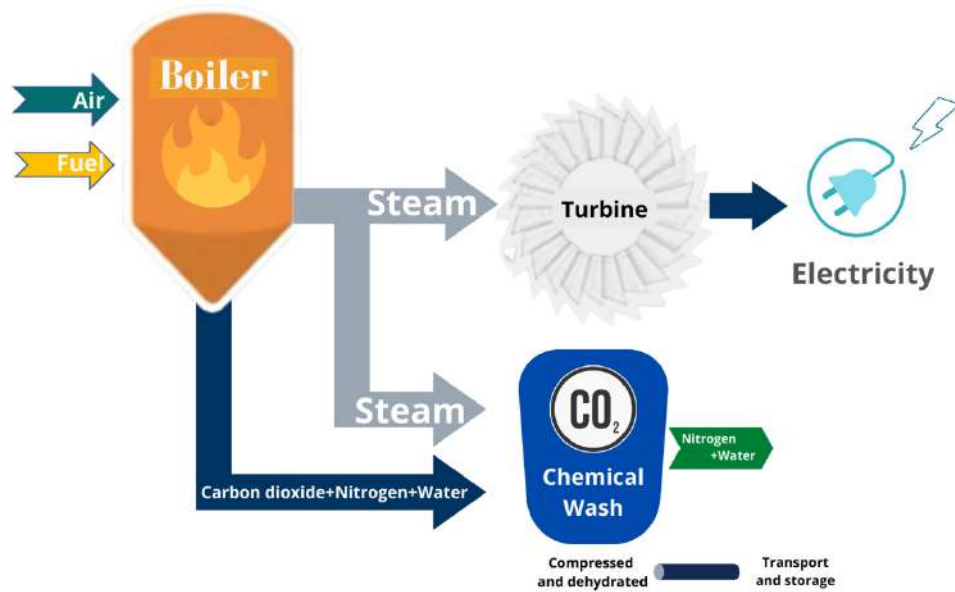 Boiler
Air
Fuel
Steam
Turbine
Electricity
Steam
CO2
Chemical
Wash
Nitrogen
+Water
Carbon dioxide+Nitrogen+Water
Compressed
and dehydrated
Transport
and storage